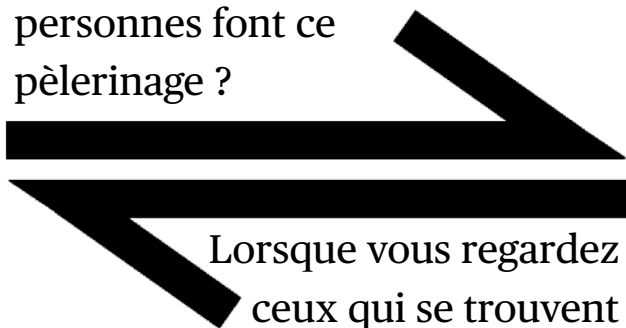 personnes font ce
pèlerinage ?
Lorsque vous regardez
ceux qui se trouvent